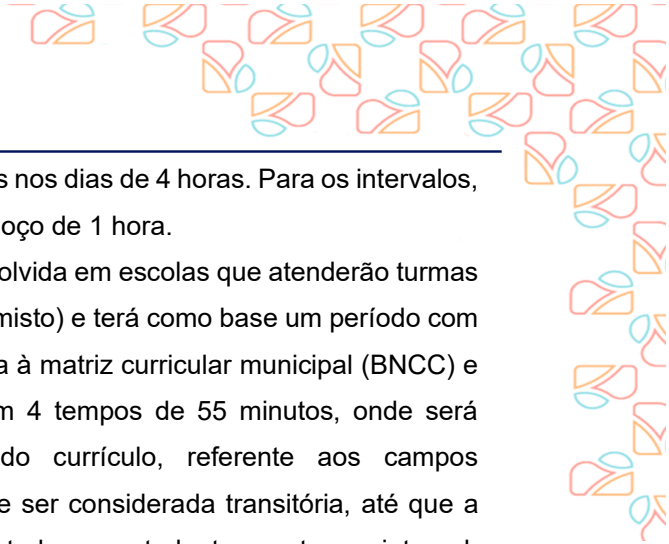 s nos dias de 4 horas. Para os intervalos,
oço de 1 hora.
olvida em escolas que atenderão turmas
misto) e terá como base um período com
a à matriz curricular municipal (BNCC) e
m 4 tempos de 55 minutos, onde será
do currículo, referente aos campos
e ser considerada transitória, até que a